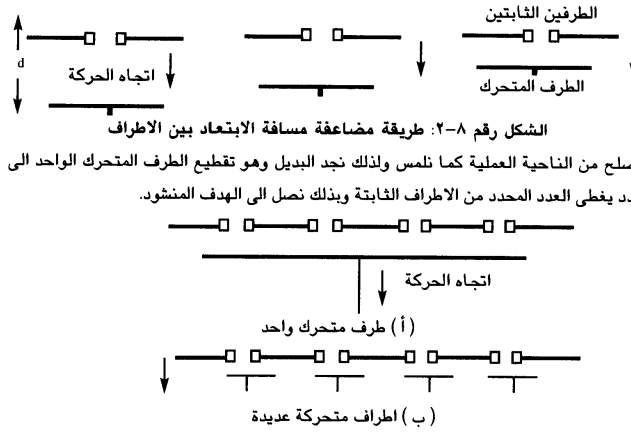 الطرفين الثابتين
d
اتجاه الحركة
الطرف المتحرك
الشكل رقم ٨-٢: طريقة مضاعفة مسافة الابتعاد بين الاطراف
صلح من الناحية العملية كما نلمس ولذلك نجد البديل وهو تقطيع الطرف المتحرك الواحد الى
دد يغطى العدد المحدد من الاطراف الثابتة وبذلك نصل الى الهدف المنشود.
اتجاه الحركة
(أ) طرف متحرك واحد
(ب) اطراف متحركة عديدة